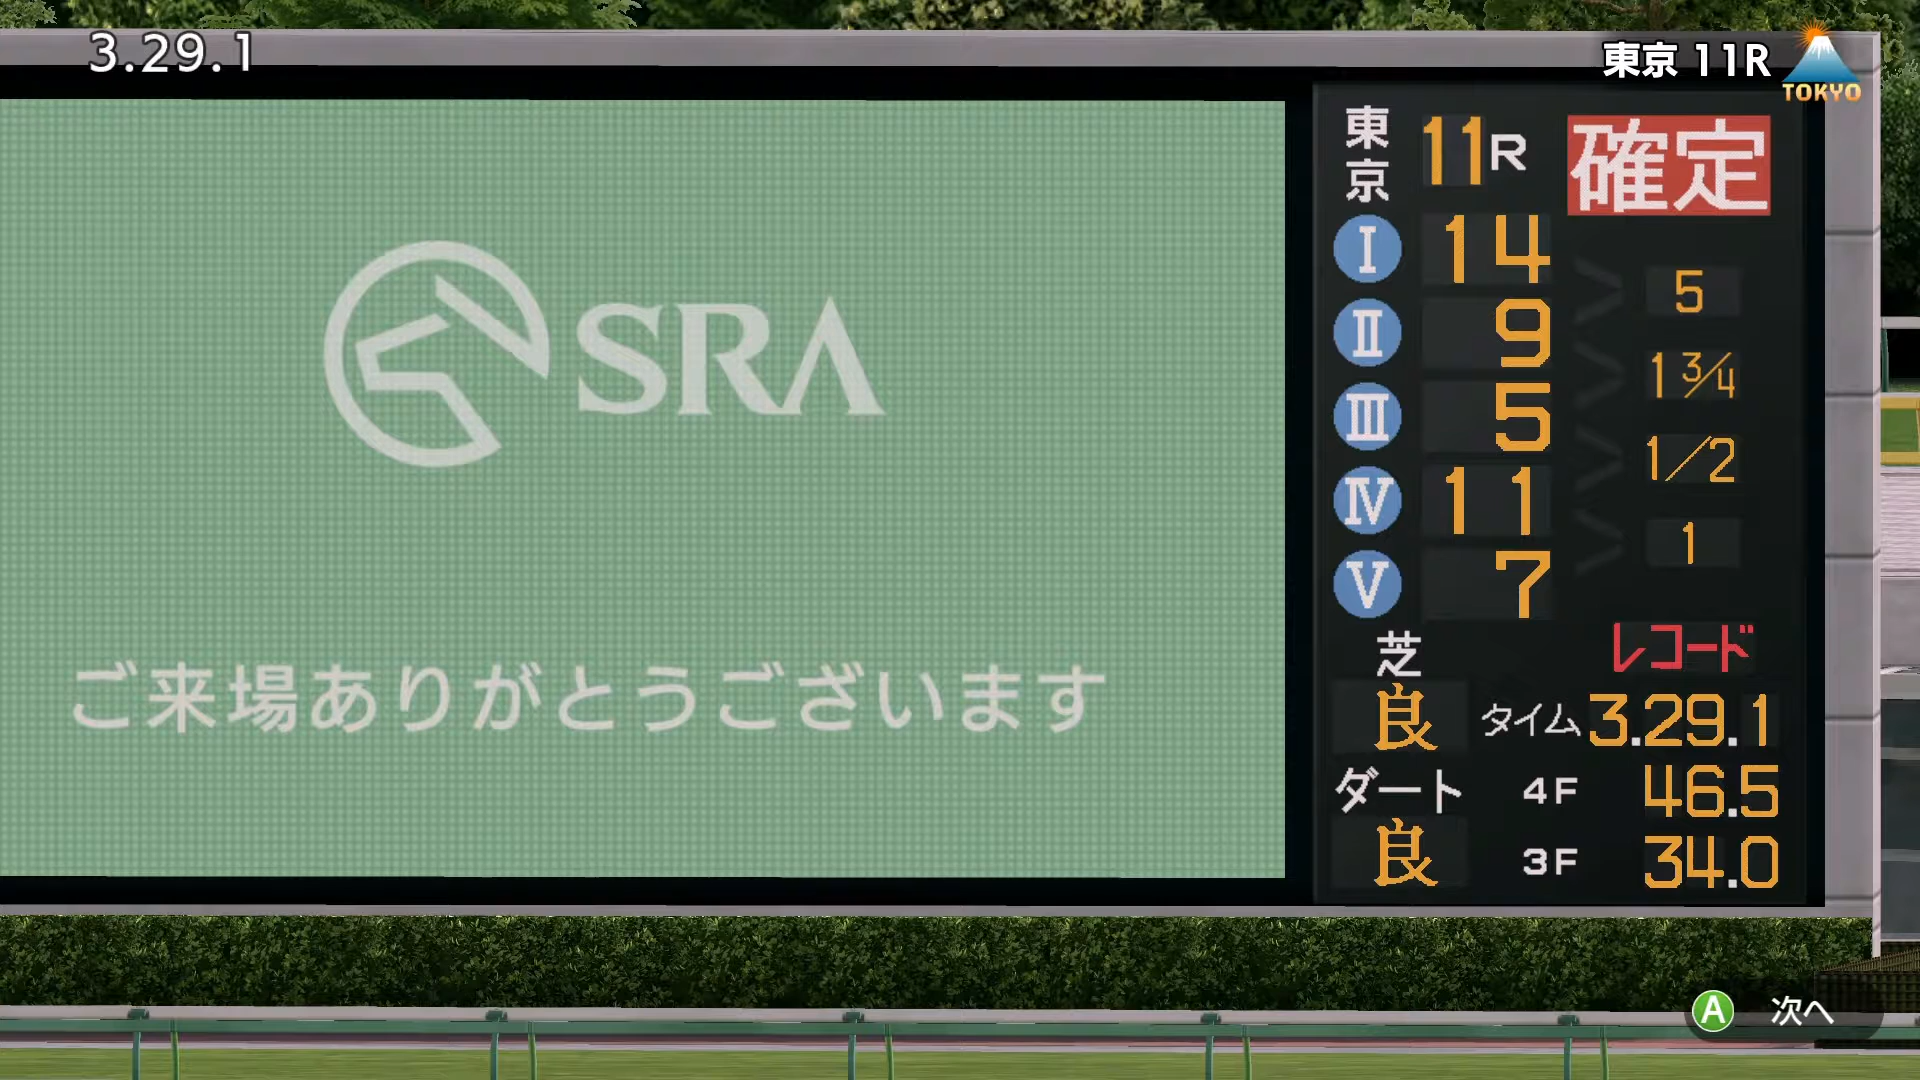 3.29.1
東京 11R
TOKYO
SRA
ご来場ありがとうございます
東京 11R 確定
I 14
5
II 9
1 3/4
III 5
1/2
IV 11
1
V 7
芝 レコード
良 タイム 3.29.1
ダート 4F 46.5
良 3F 34.0
A 次へ